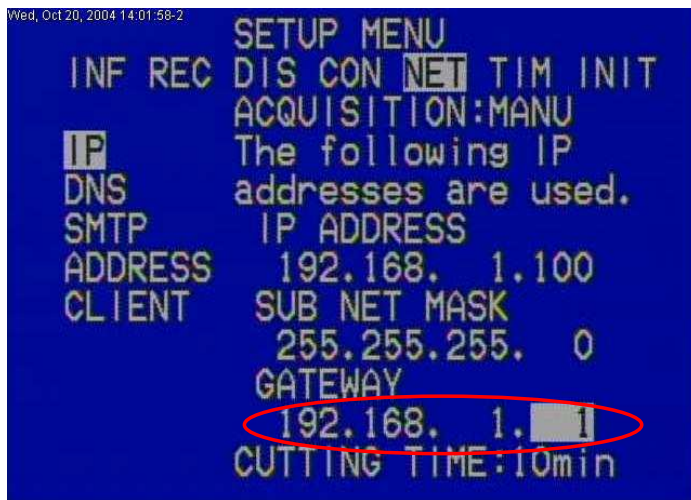 Wed, Oct 20, 2004 14:01:58-2
SETUP MENU
INF REC DIS CON NET TIM INIT
ACQUISITION:MANU
IP The following IP
DNS addresses are used.
SMTP IP ADDRESS
ADDRESS 192.168. 1.100
CLIENT SUB NET MASK
255.255.255. 0
GATEWAY
192.168. 1. 1
CUTTING TIME:10min